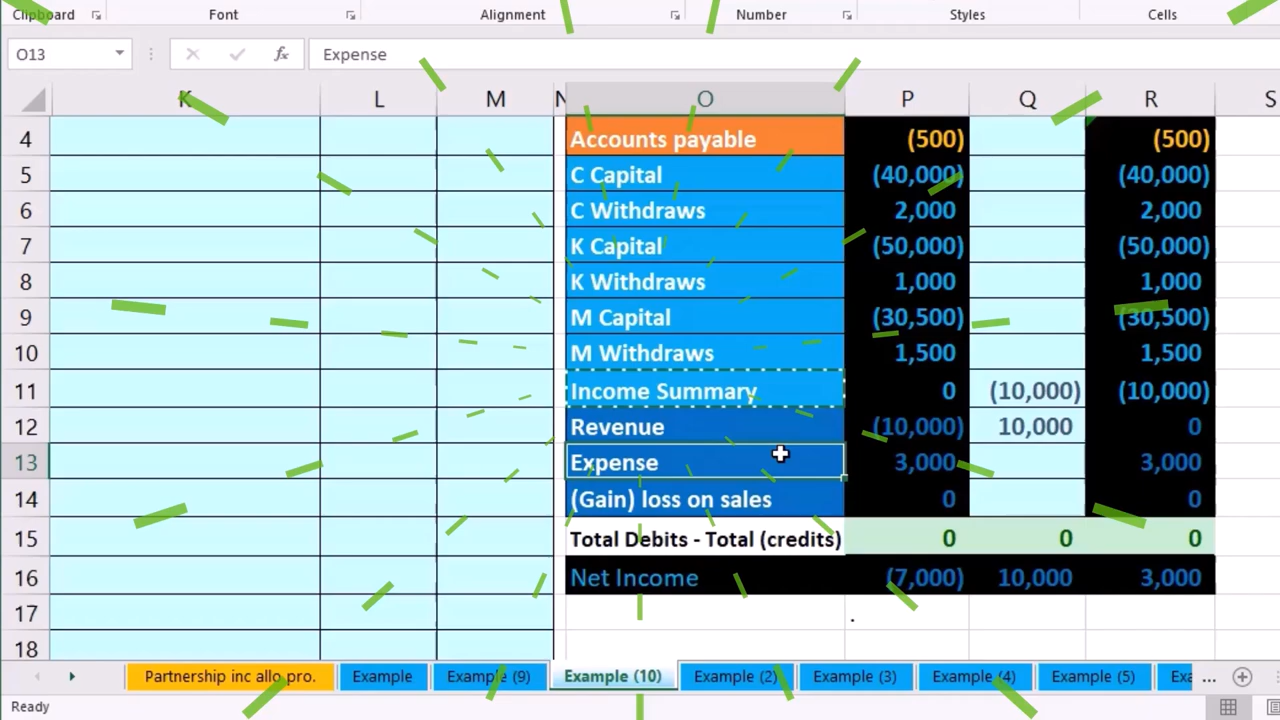 Clipboard Font Alignment Number Styles Cells
O13 fx Expense
K L M N O P Q R S
4 Accounts payable (500) (500)
5 C Capital (40,000) (40,000)
6 C Withdraws 2,000 2,000
7 K Capital (50,000) (50,000)
8 K Withdraws 1,000 1,000
9 M Capital (30,500) (30,500)
10 M Withdraws 1,500 1,500
11 Income Summary 0 (10,000) (10,000)
12 Revenue (10,000) 10,000 0
13 Expense 3,000 3,000
14 (Gain) loss on sales 0 0
15 Total Debits - Total (credits) 0 0 0
16 Net Income (7,000) 10,000 3,000
17 .
18
Partnership inc allo pro. Example Example (9) Example (10) Example (2) Example (3) Example (4) Example (5) Exa ...
Ready